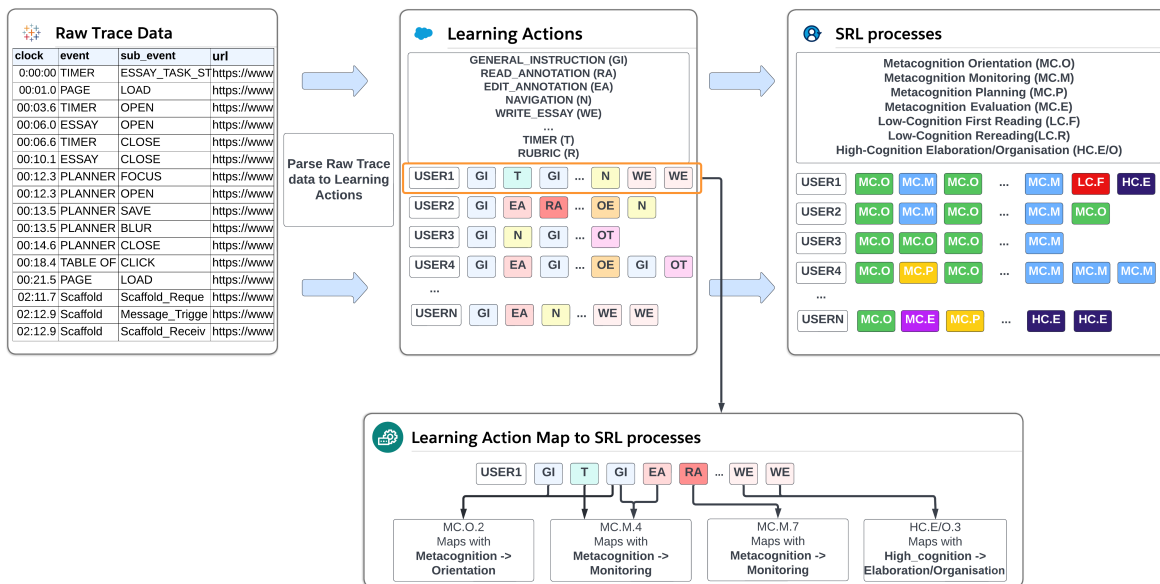 Raw Trace Data
clock event sub_event url
0:00:00 TIMER ESSAY_TASK_ST https://www
00:01.0 PAGE LOAD https://www
00:03.6 TIMER OPEN https://www
00:06.0 ESSAY OPEN https://www
00:06.6 TIMER CLOSE https://www
00:10.1 ESSAY CLOSE https://www
00:12.3 PLANNER FOCUS https://www
00:12.3 PLANNER OPEN https://www
00:13.5 PLANNER SAVE https://www
00:13.5 PLANNER BLUR https://www
00:14.6 PLANNER CLOSE https://www
00:18.4 TABLE OF CLICK https://www
00:21.5 PAGE LOAD https://www
02:11.7 Scaffold Scaffold_Reque https://www
02:12.9 Scaffold Message_Trigge https://www
02:12.9 Scaffold Scaffold_Receiv https://www
Parse Raw Trace
data to Learning
Actions
Learning Actions
GENERAL_INSTRUCTION (GI)
READ_ANNOTATION (RA)
EDIT_ANNOTATION (EA)
NAVIGATION (N)
WRITE_ESSAY (WE)
...
TIMER (T)
RUBRIC (R)
USER1 GI T GI ... N WE WE
USER2 GI EA RA ... OE N
USER3 GI N GI ... OT
USER4 GI EA GI ... OE GI OT
...
USERN GI EA N ... WE WE
SRL processes
Metacognition Orientation (MC.O)
Metacognition Monitoring (MC.M)
Metacognition Planning (MC.P)
Metacognition Evaluation (MC.E)
Low-Cognition First Reading (LC.F)
Low-Cognition Rereading(LC.R)
High-Cognition Elaboration/Organisation (HC.E/O)
USER1 MC.O MC.M MC.O ... MC.M LC.F HC.E
USER2 MC.O MC.M MC.O ... MC.M MC.O
USER3 MC.O MC.O MC.O ... MC.M
USER4 MC.O MC.P MC.O ... MC.M MC.M MC.M
...
USERN MC.O MC.E MC.P ... HC.E HC.E
Learning Action Map to SRL processes
USER1 GI T GI EA RA ... WE WE
MC.O.2
Maps with
Metacognition ->
Orientation
MC.M.4
Maps with
Metacognition ->
Monitoring
MC.M.7
Maps with
Metacognition ->
Monitoring
HC.E/O.3
Maps with
High_cognition ->
Elaboration/Organisation